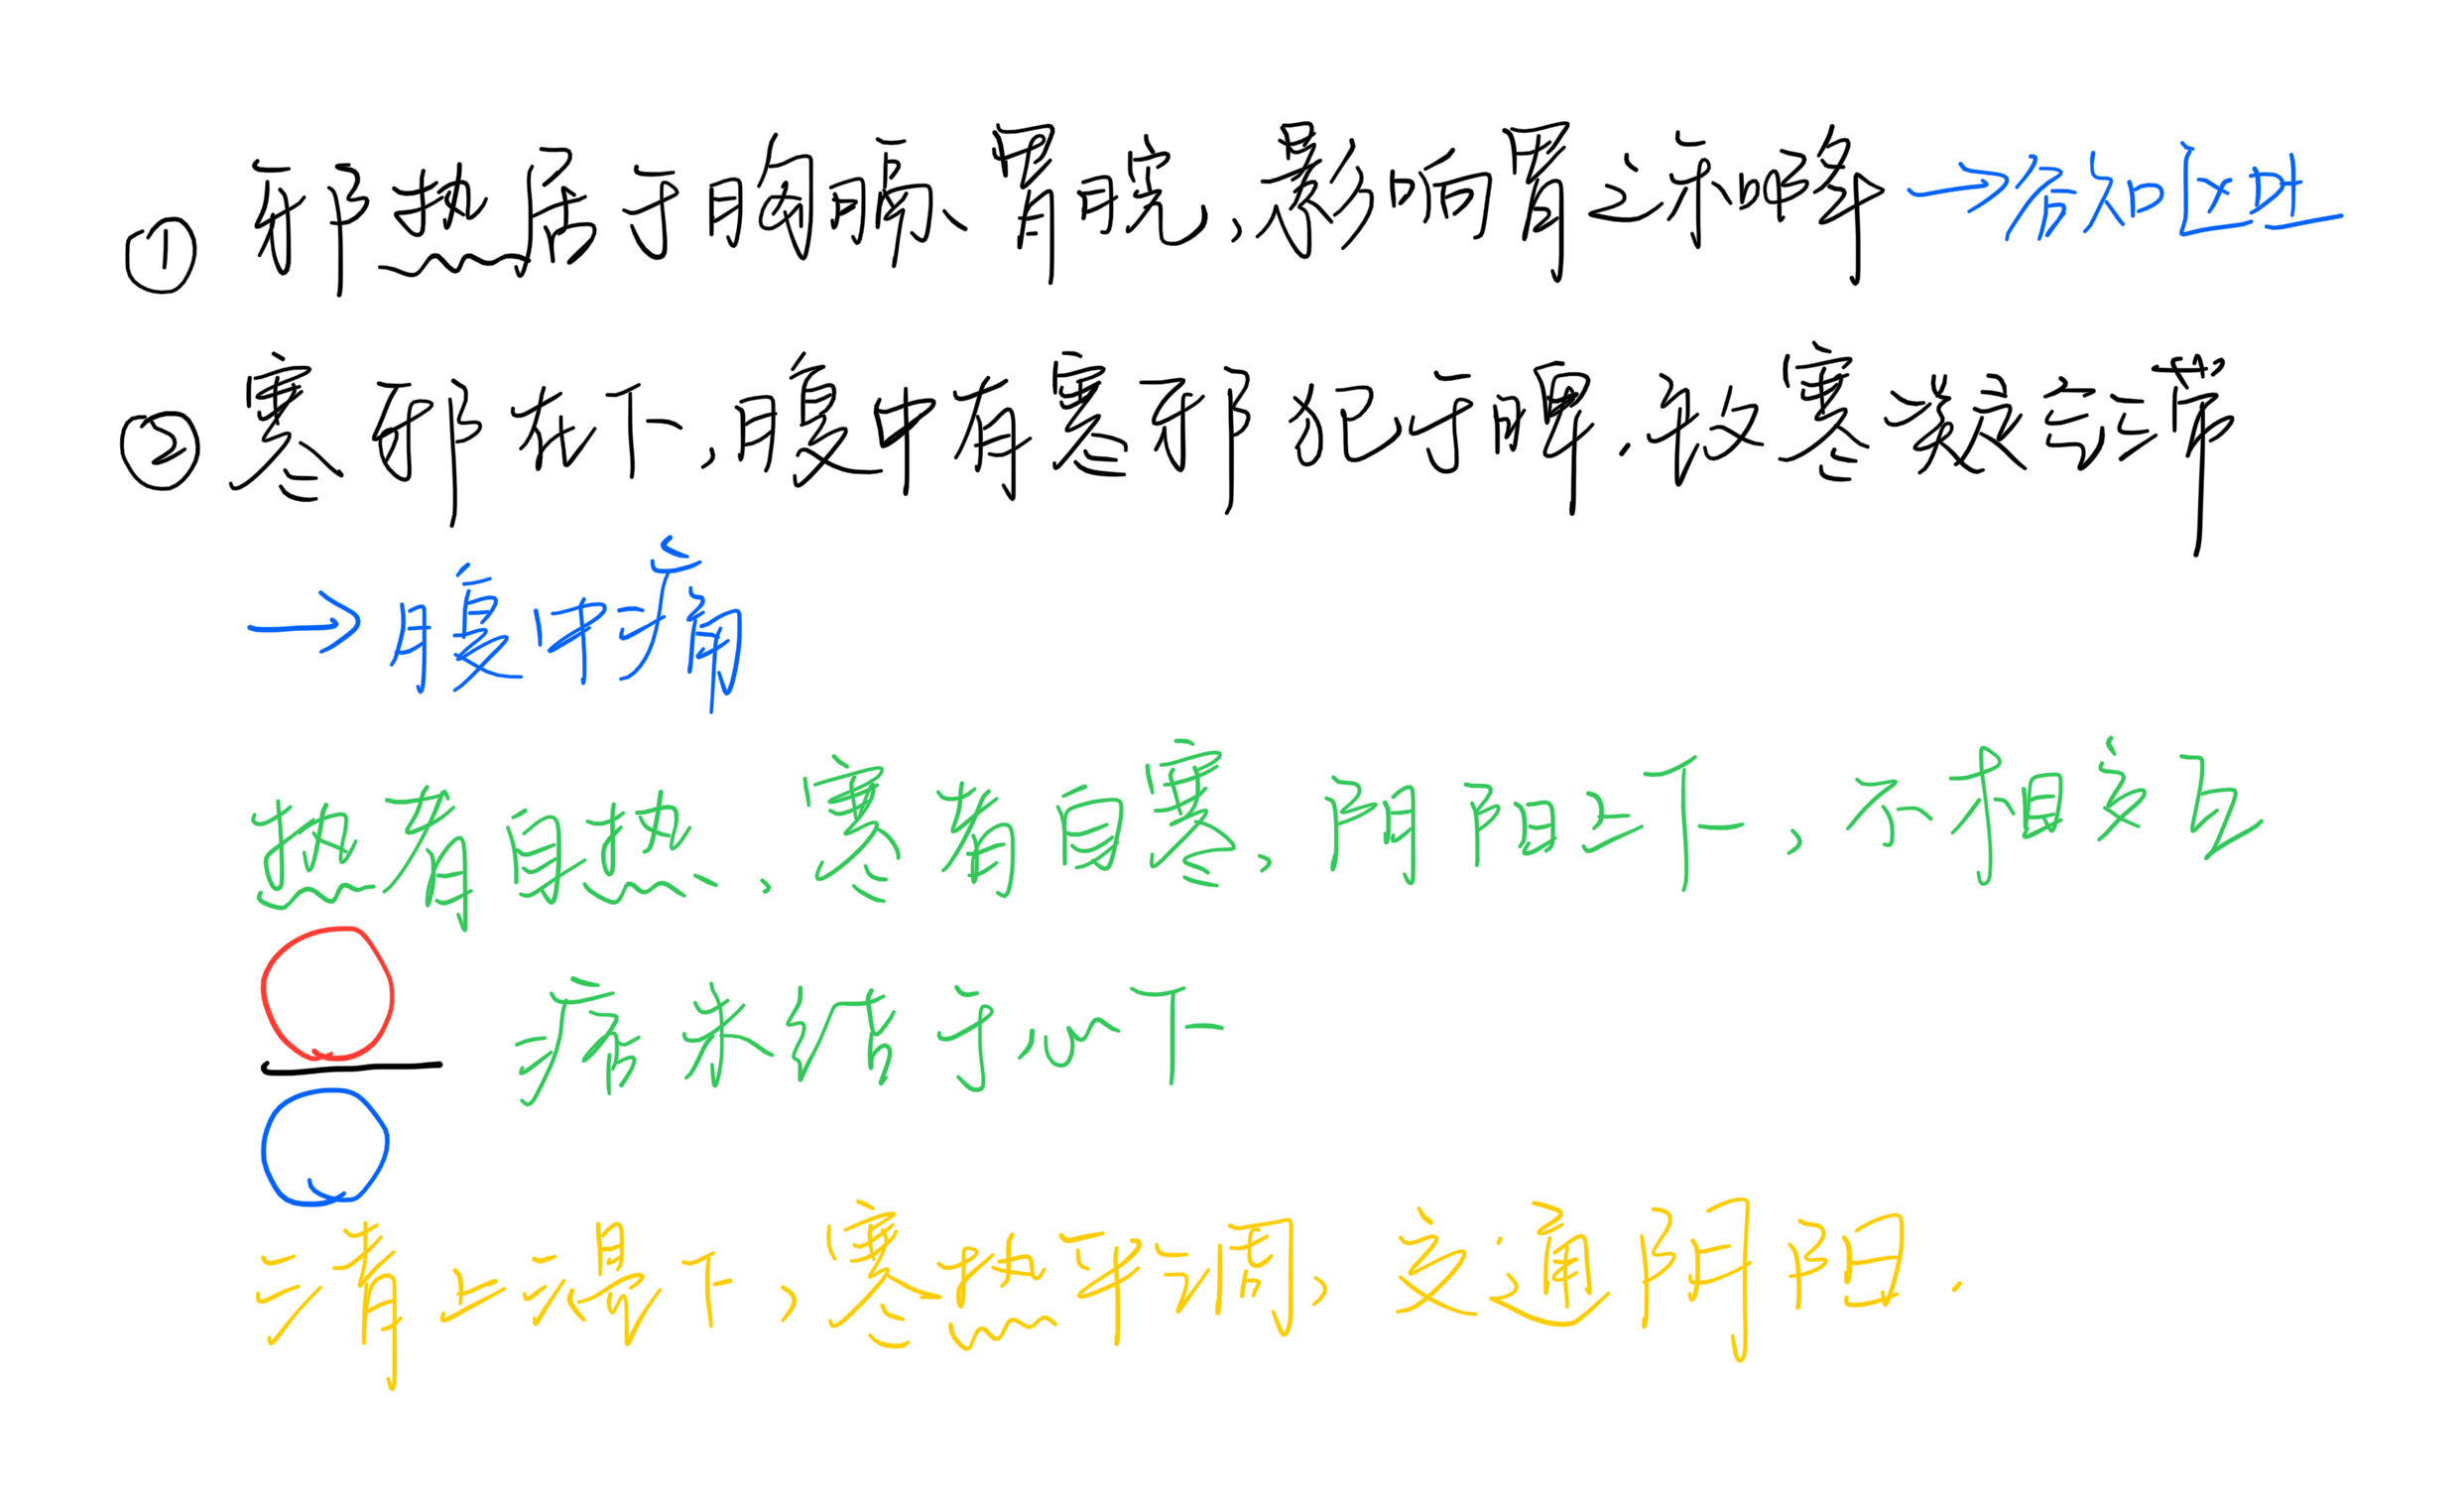 ① 邪热居于胸膈、胃脘，影响胃之和降 →欲呕吐
② 寒邪在下，腹中有寒邪犯于脾，故寒凝气滞
→腹中痛
热者自热，寒者自寒，阴阳上下，不相交互
病未结于心下
清上温下，寒热平调，交通阴阳.